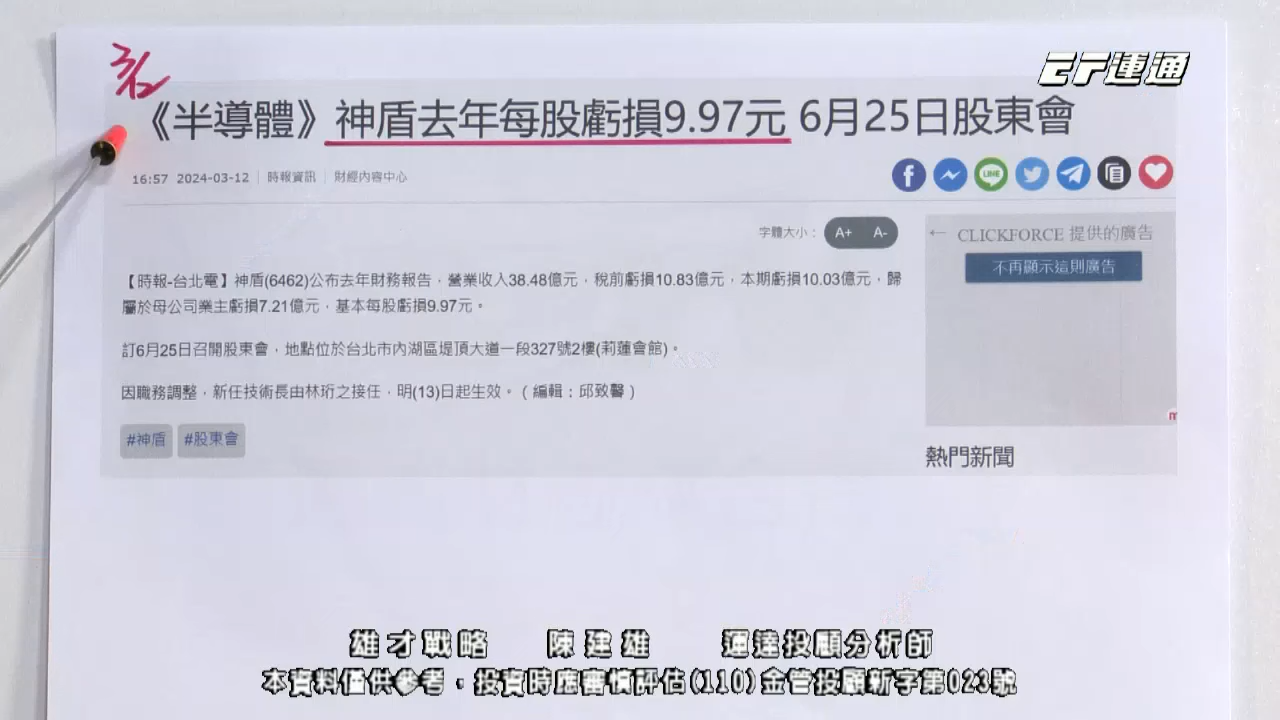 3/12
EF運通
《半導體》神盾去年每股虧損9.97元 6月25日股東會
16:57 2024-03-12 | 時報資訊 | 財經內容中心
LINE
字體大小： A+ A-
← CLICKFORCE 提供的廣告
不再顯示這則廣告
【時報-台北電】神盾(6462)公布去年財務報告，營業收入38.48億元，稅前虧損10.83億元，本期虧損10.03億元，歸
屬於母公司業主虧損7.21億元，基本每股虧損9.97元。
訂6月25日召開股東會，地點位於台北市內湖區堤頂大道一段327號2樓(莉蓮會館)。
因職務調整，新任技術長由林珩之接任，明(13)日起生效。（編輯：邱致馨）
#神盾 #股東會
熱門新聞
雄才戰略 陳建雄 運達投顧分析師
本資料僅供參考，投資時應審慎評估(110)金管投顧新字第023號